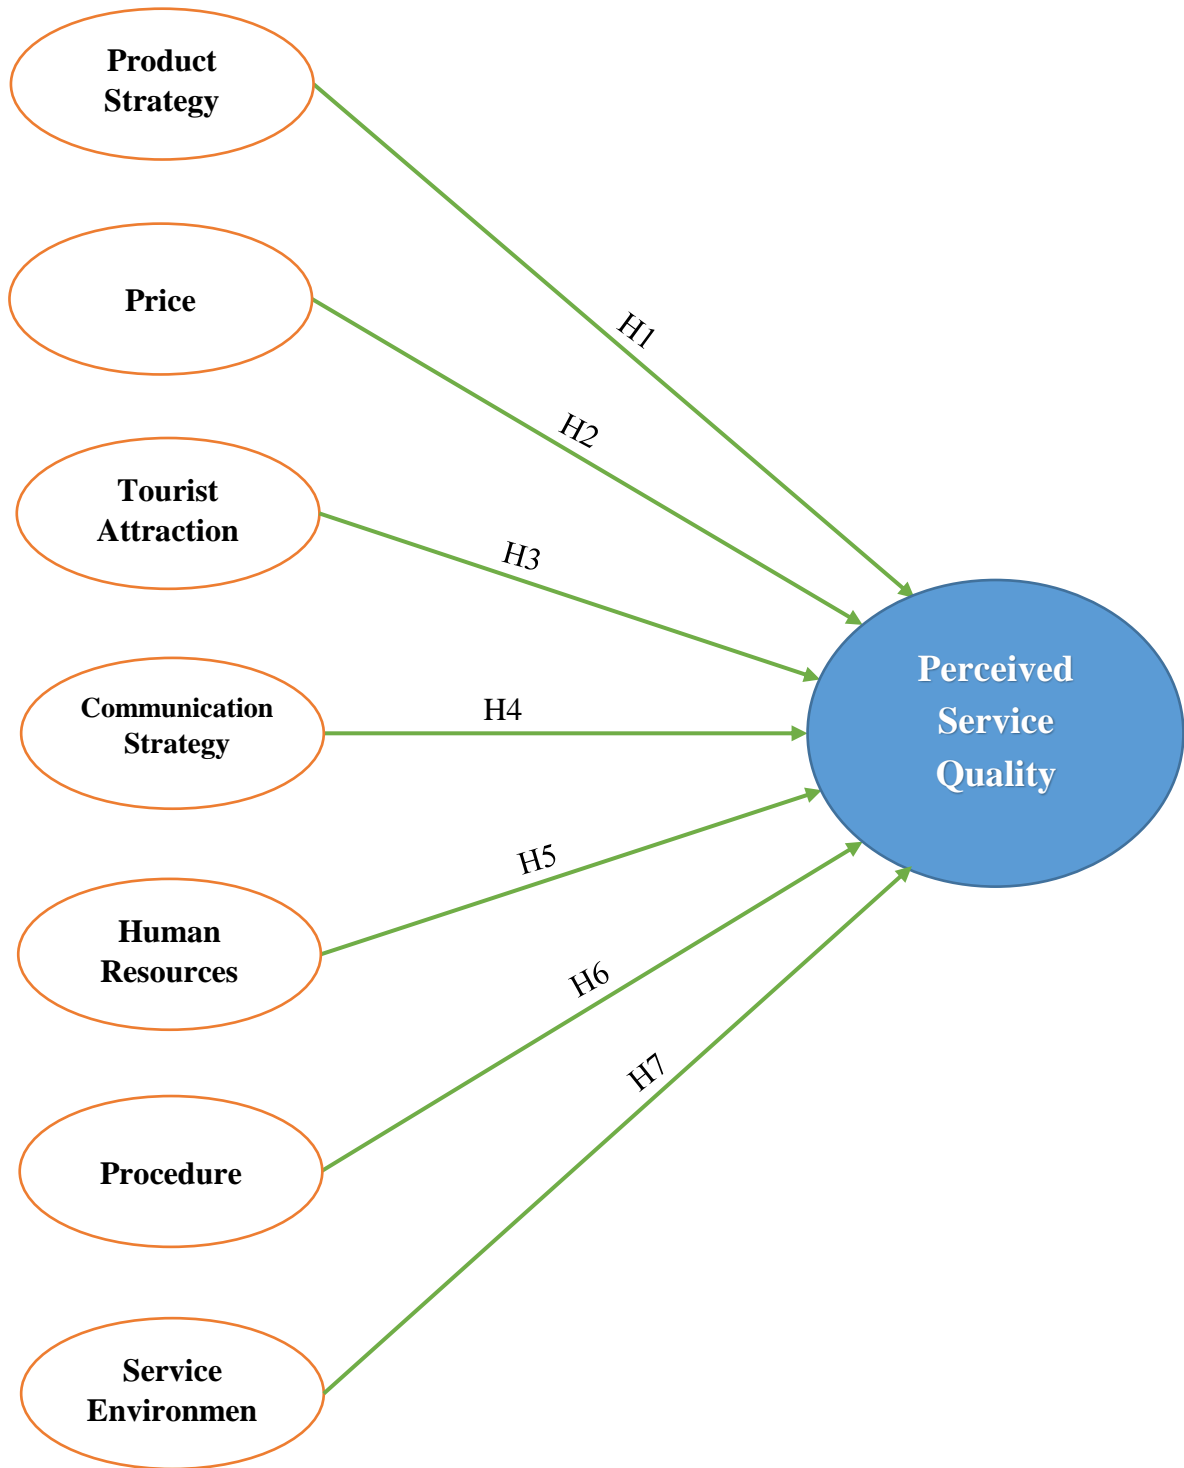 Product
Strategy
Price
H1
H2
Tourist
Attraction
H3
Communication
Strategy
H4
Perceived
Service
Quality
Human
Resources
H5
Procedure
H6
H7
Service
Environmen